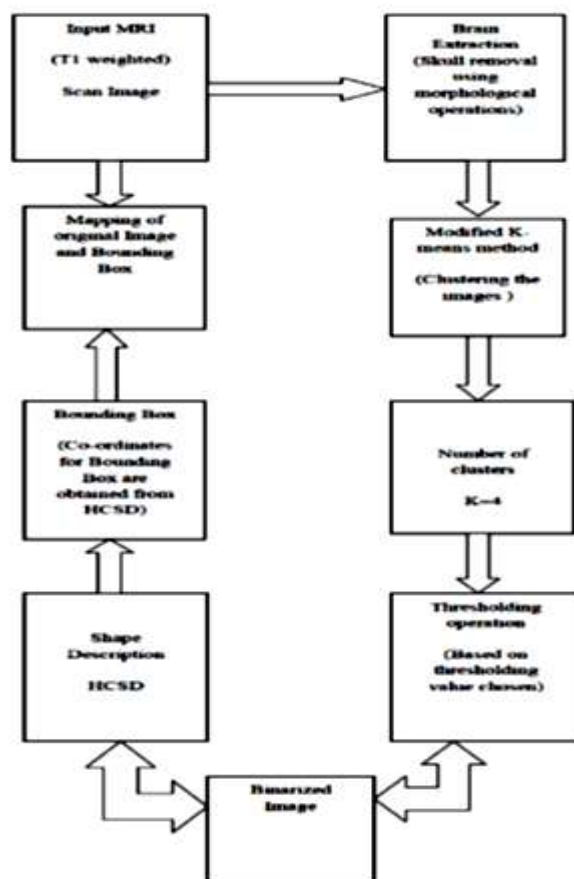 Input MRI
(T1 weighted)
Scan Image
Brain
Extraction
(Skull removal
using
morphological
operations)
Mapping of
original Image
and Bounding
Box
Modified K-
means method
(Clustering the
images )
Bounding Box
(Co-ordinates
for Bounding
Box are
obtained from
HCSD)
Number of
clusters
K=4
Shape
Description
HCSD
Thresholding
operation
(Based on
thresholding
value chosen)
Binarized
Image